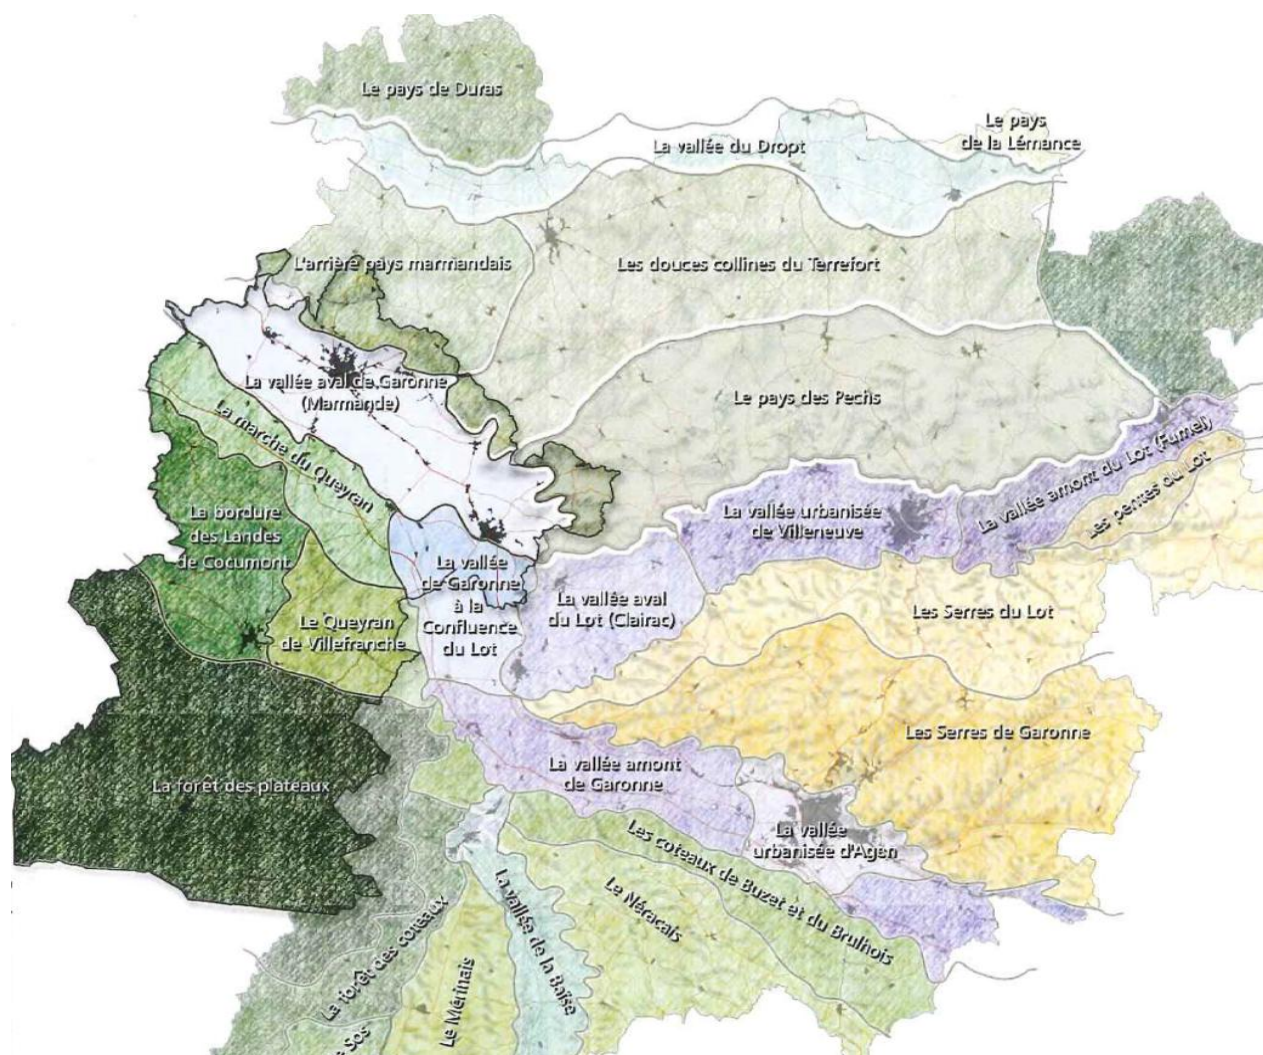 Le pays de Duras
Le pays
de la Lémance
La vallée du Dropt
L'arrière pays marmandais
Les douces collines du Terrefort
La vallée aval de Garonne
(Marmande)
Le pays des Pechs
La marche du Queyran
La vallée amont du Lot (Fumel)
Les pentes du Lot
La bordure
des Landes
de Cocumont
La vallée urbanisée
de Villeneuve
La vallée
de Garonne
à la
Confluence
du Lot
La vallée aval
du Lot (Clairac)
Les Serres du Lot
Le Queyran
de Villefranche
Les Serres de Garonne
La vallée amont
de Garonne
La forêt des plateaux
La vallée
urbanisée d'Agen
Les coteaux de Buzet et du Brulhois
Le Néracais
La vallée de la Baïse
La forêt des coteaux
Le Mérinais
Sos